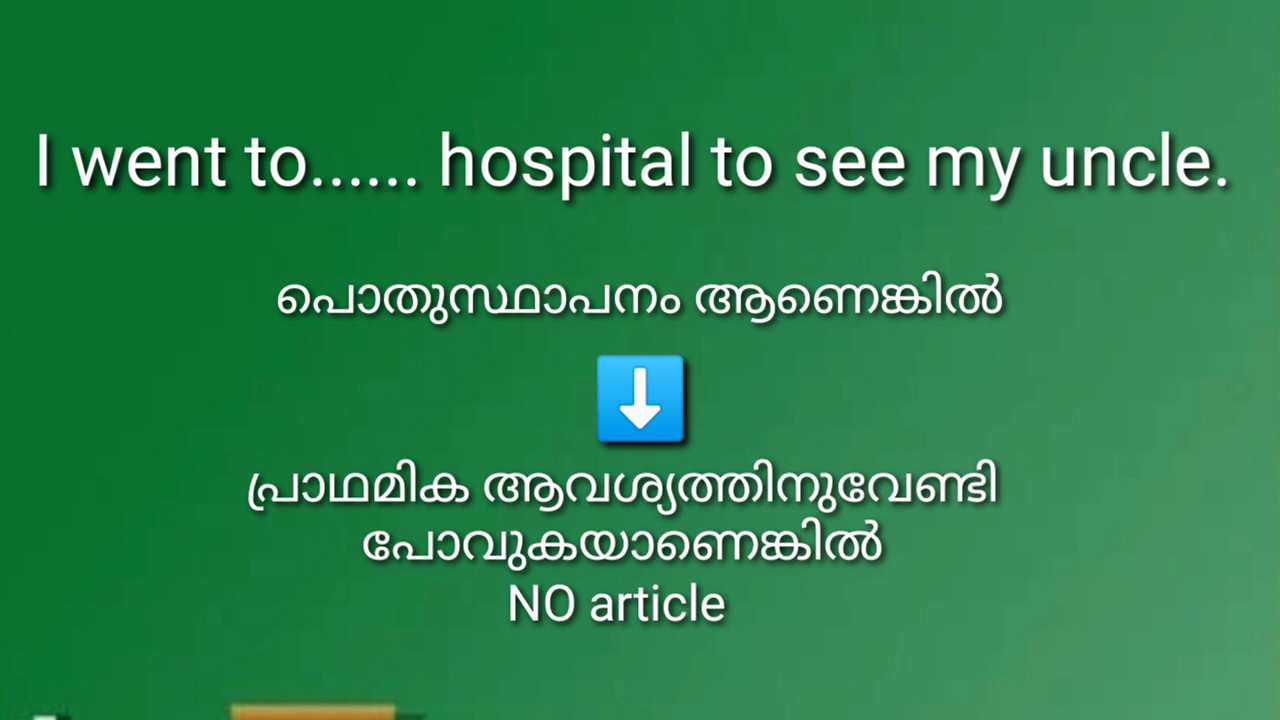 I went to...... hospital to see my uncle.
പൊതുസ്ഥാപനം ആണെങ്കിൽ
പ്രാഥമിക ആവശ്യത്തിനുവേണ്ടി
പോവുകയാണെങ്കിൽ
NO article